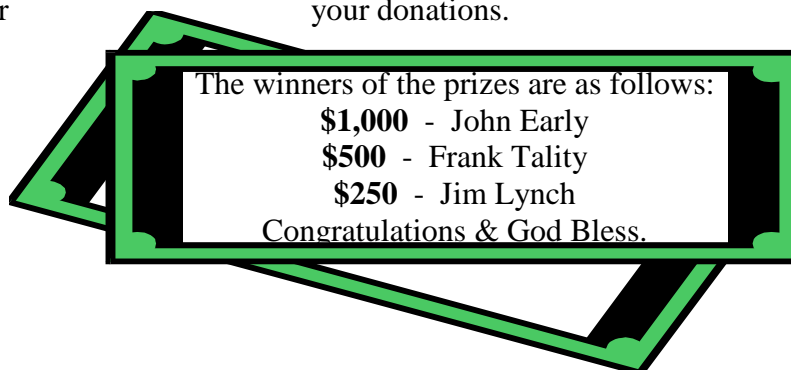 r
your donations.
The winners of the prizes are as follows:
$1,000 - John Early
$500 - Frank Tality
$250 - Jim Lynch
Congratulations & God Bless.